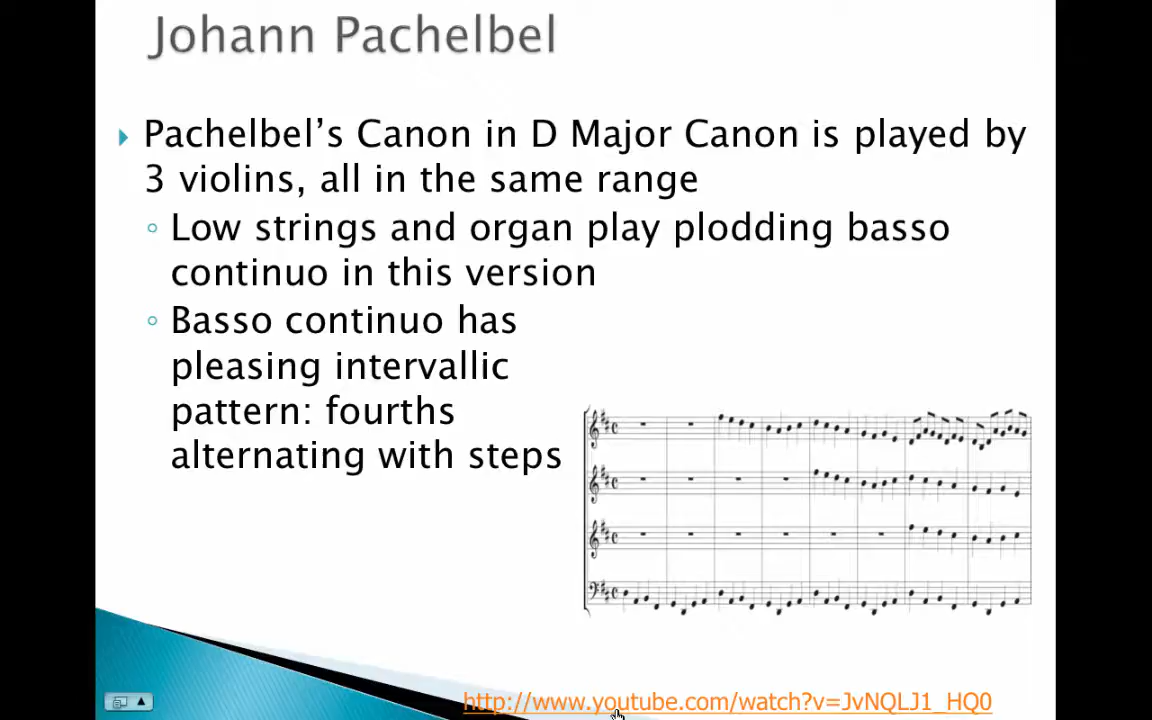 Johann Pachelbel
Pachelbel’s Canon in D Major Canon is played by
3 violins, all in the same range
Low strings and organ play plodding basso
continuo in this version
Basso continuo has
pleasing intervallic
pattern: fourths
alternating with steps
http://www.youtube.com/watch?v=JvNQLJ1_HQ0